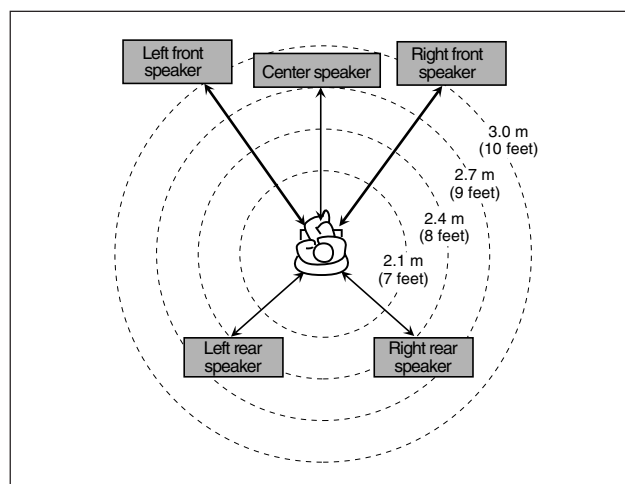 Left front
speaker
Center speaker
Right front
speaker
3.0 m
(10 feet)
2.7 m
(9 feet)
2.4 m
(8 feet)
2.1 m
(7 feet)
Left rear
speaker
Right rear
speaker